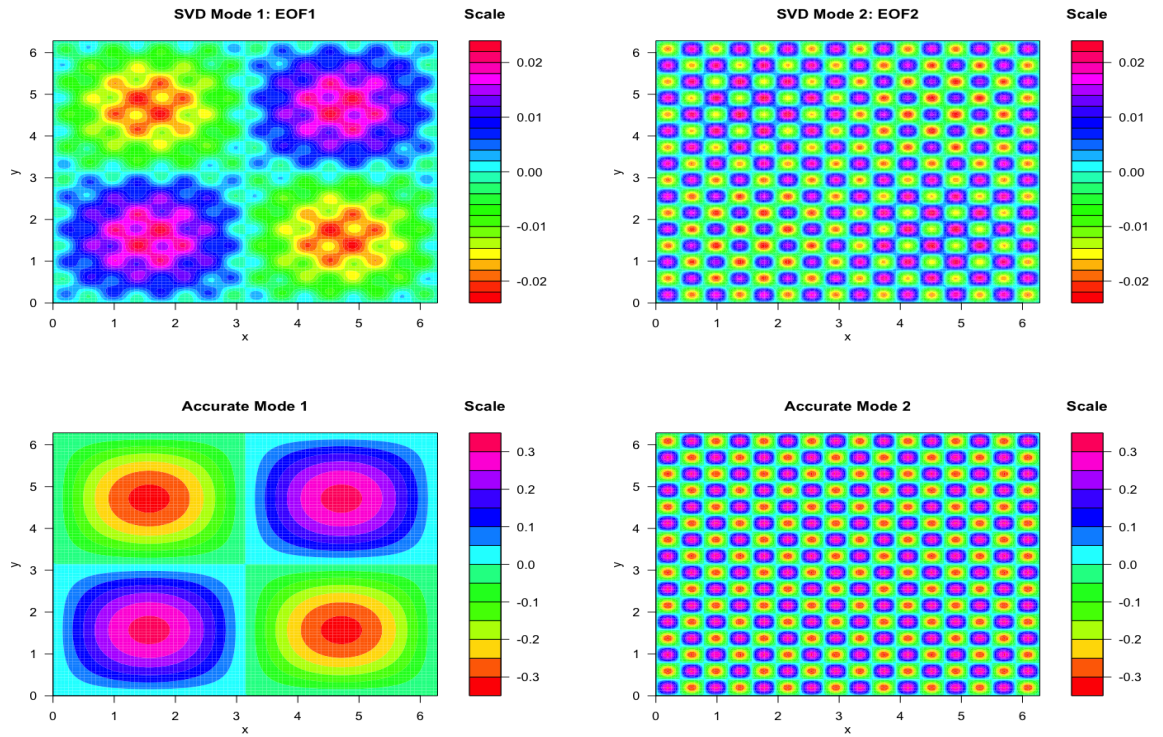 SVD Mode 1: EOF1
Scale
0.02
0.01
0.00
-0.01
-0.02
y
6
5
4
3
2
1
0
0 1 2 3 4 5 6
x
SVD Mode 2: EOF2
Scale
0.02
0.01
0.00
-0.01
-0.02
y
6
5
4
3
2
1
0
0 1 2 3 4 5 6
x
Accurate Mode 1
Scale
0.3
0.2
0.1
0.0
-0.1
-0.2
-0.3
y
6
5
4
3
2
1
0
0 1 2 3 4 5 6
x
Accurate Mode 2
Scale
0.3
0.2
0.1
0.0
-0.1
-0.2
-0.3
y
6
5
4
3
2
1
0
0 1 2 3 4 5 6
x